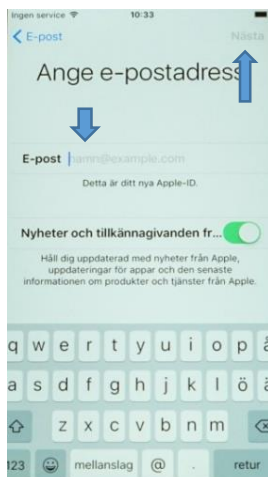 Ingen service 10:33
E-post Nästa
Ange e-postadress
E-post namn@example.com
Detta är ditt nya Apple-ID.
Nyheter och tillkännagivanden fr...
Håll dig uppdaterad med nyheter från Apple,
uppdateringar för appar och den senaste
informationen om produkter och tjänster från Apple.
q w e r t y u i o p å
a s d f g h j k l ö ä
z x c v b n m
123 mellanslag @ . retur